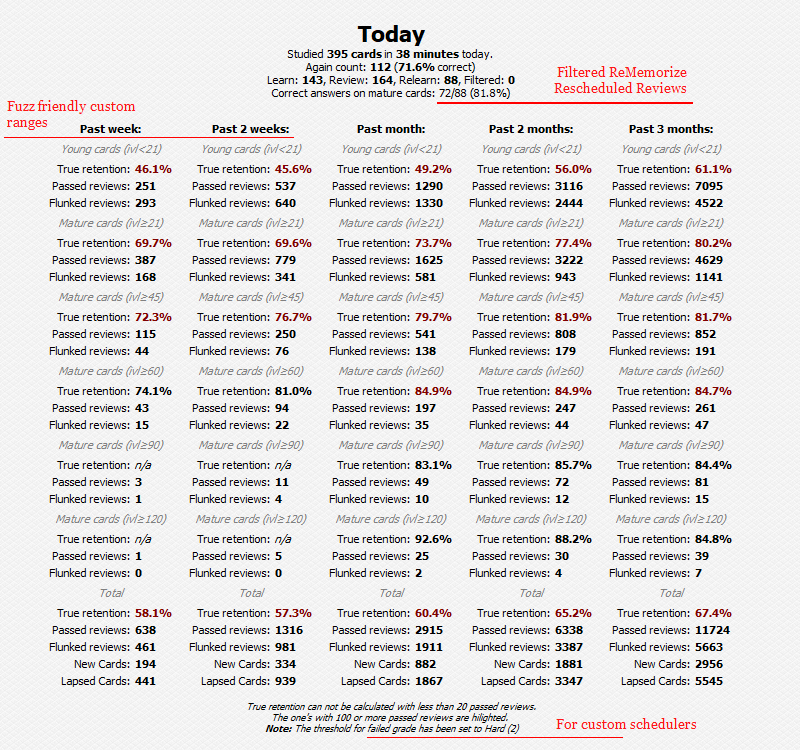 Today
Studied 395 cards in 38 minutes today.
Again count: 112 (71.6% correct)
Learn: 143, Review: 164, Relearn: 88, Filtered: 0
Correct answers on mature cards: 72/88 (81.8%)
Filtered ReMemorize
Rescheduled Reviews
Fuzz friendly custom
ranges
Past week: Past 2 weeks: Past month: Past 2 months: Past 3 months:
Young cards (ivl<21) Young cards (ivl<21) Young cards (ivl<21) Young cards (ivl<21) Young cards (ivl<21)
True retention: 46.1% True retention: 45.6% True retention: 49.2% True retention: 56.0% True retention: 61.1%
Passed reviews: 251 Passed reviews: 537 Passed reviews: 1290 Passed reviews: 3116 Passed reviews: 7095
Flunked reviews: 293 Flunked reviews: 640 Flunked reviews: 1330 Flunked reviews: 2444 Flunked reviews: 4522
Mature cards (ivl≥21) Mature cards (ivl≥21) Mature cards (ivl≥21) Mature cards (ivl≥21) Mature cards (ivl≥21)
True retention: 69.7% True retention: 69.6% True retention: 73.7% True retention: 77.4% True retention: 80.2%
Passed reviews: 387 Passed reviews: 779 Passed reviews: 1625 Passed reviews: 3222 Passed reviews: 4629
Flunked reviews: 168 Flunked reviews: 341 Flunked reviews: 581 Flunked reviews: 943 Flunked reviews: 1141
Mature cards (ivl≥45) Mature cards (ivl≥45) Mature cards (ivl≥45) Mature cards (ivl≥45) Mature cards (ivl≥45)
True retention: 72.3% True retention: 76.7% True retention: 79.7% True retention: 81.9% True retention: 81.7%
Passed reviews: 115 Passed reviews: 250 Passed reviews: 541 Passed reviews: 808 Passed reviews: 852
Flunked reviews: 44 Flunked reviews: 76 Flunked reviews: 138 Flunked reviews: 179 Flunked reviews: 191
Mature cards (ivl≥60) Mature cards (ivl≥60) Mature cards (ivl≥60) Mature cards (ivl≥60) Mature cards (ivl≥60)
True retention: 74.1% True retention: 81.0% True retention: 84.9% True retention: 84.9% True retention: 84.7%
Passed reviews: 43 Passed reviews: 94 Passed reviews: 197 Passed reviews: 247 Passed reviews: 261
Flunked reviews: 15 Flunked reviews: 22 Flunked reviews: 35 Flunked reviews: 44 Flunked reviews: 47
Mature cards (ivl≥90) Mature cards (ivl≥90) Mature cards (ivl≥90) Mature cards (ivl≥90) Mature cards (ivl≥90)
True retention: n/a True retention: n/a True retention: 83.1% True retention: 85.7% True retention: 84.4%
Passed reviews: 3 Passed reviews: 11 Passed reviews: 49 Passed reviews: 72 Passed reviews: 81
Flunked reviews: 1 Flunked reviews: 4 Flunked reviews: 10 Flunked reviews: 12 Flunked reviews: 15
Mature cards (ivl≥120) Mature cards (ivl≥120) Mature cards (ivl≥120) Mature cards (ivl≥120) Mature cards (ivl≥120)
True retention: n/a True retention: n/a True retention: 92.6% True retention: 88.2% True retention: 84.8%
Passed reviews: 1 Passed reviews: 5 Passed reviews: 25 Passed reviews: 30 Passed reviews: 39
Flunked reviews: 0 Flunked reviews: 0 Flunked reviews: 2 Flunked reviews: 4 Flunked reviews: 7
Total Total Total Total Total
True retention: 58.1% True retention: 57.3% True retention: 60.4% True retention: 65.2% True retention: 67.4%
Passed reviews: 638 Passed reviews: 1316 Passed reviews: 2915 Passed reviews: 6338 Passed reviews: 11724
Flunked reviews: 461 Flunked reviews: 981 Flunked reviews: 1911 Flunked reviews: 3387 Flunked reviews: 5663
New Cards: 194 New Cards: 334 New Cards: 882 New Cards: 1881 New Cards: 2956
Lapsed Cards: 441 Lapsed Cards: 939 Lapsed Cards: 1867 Lapsed Cards: 3347 Lapsed Cards: 5545
True retention can not be calculated with less than 20 passed reviews.
The one's with 100 or more passed reviews are hilighted.
Note: The threshold for failed grade has been set to Hard (2)
For custom schedulers